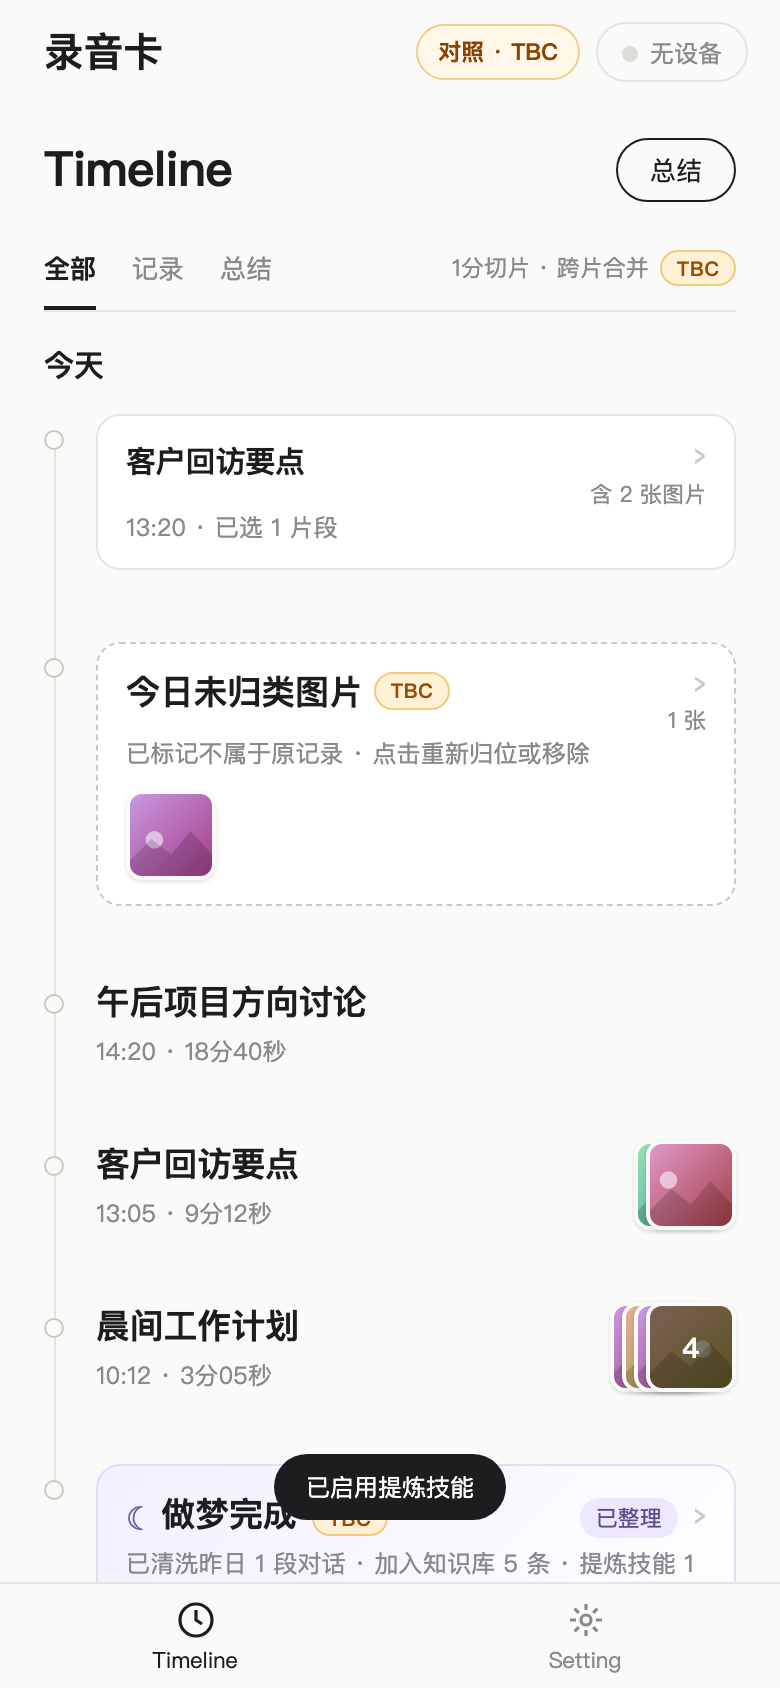 录音卡
对照 · TBC
无设备
Timeline
总结
全部 记录 总结
1分切片 · 跨片合并 TBC
今天
客户回访要点
含 2 张图片
13:20 · 已选 1 片段
今日未归类图片 TBC
1 张
已标记不属于原记录 · 点击重新归位或移除
午后项目方向讨论
14:20 · 18分40秒
客户回访要点
13:05 · 9分12秒
晨间工作计划
4
10:12 · 3分05秒
已启用提炼技能
做梦完成 TBC
已整理
已清洗昨日 1 段对话 · 加入知识库 5 条 · 提炼技能 1
Timeline
Setting